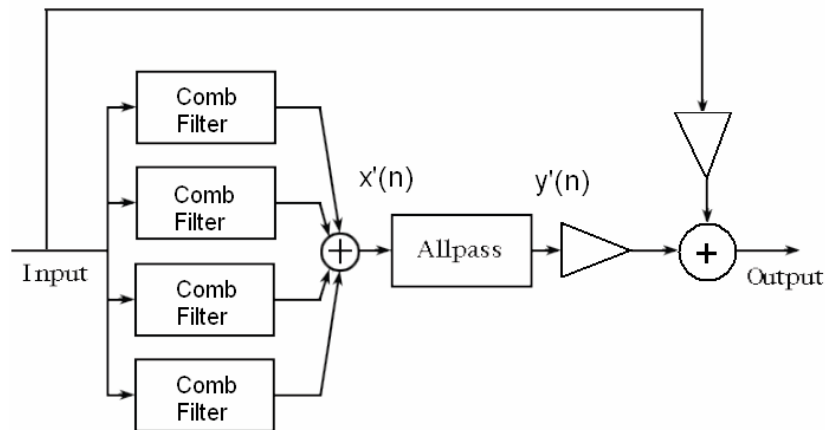 Comb
Filter
Comb
Filter
x'(n)
y'(n)
+
Allpass
+
Input
Output
Comb
Filter
Comb
Filter